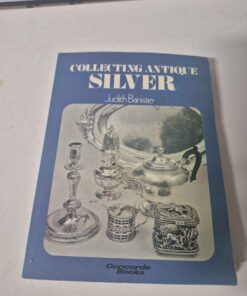 COLLECTING ANTIQUE
SILVER
Judith Banister
Concorde
Books